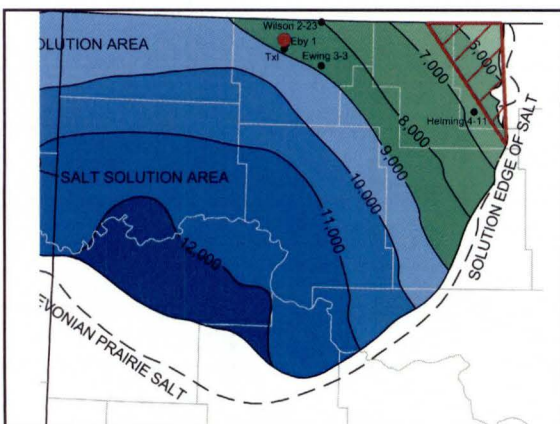 Wilson 2-23
Eby 1
Txl
Ewing 3-3
OLUTION AREA
6,000
7,000
Helming 4-11
8,000
9,000
10,000
SALT SOLUTION AREA
11,000
12,000
SOLUTION EDGE OF SALT
EVONIAN PRAIRIE SALT